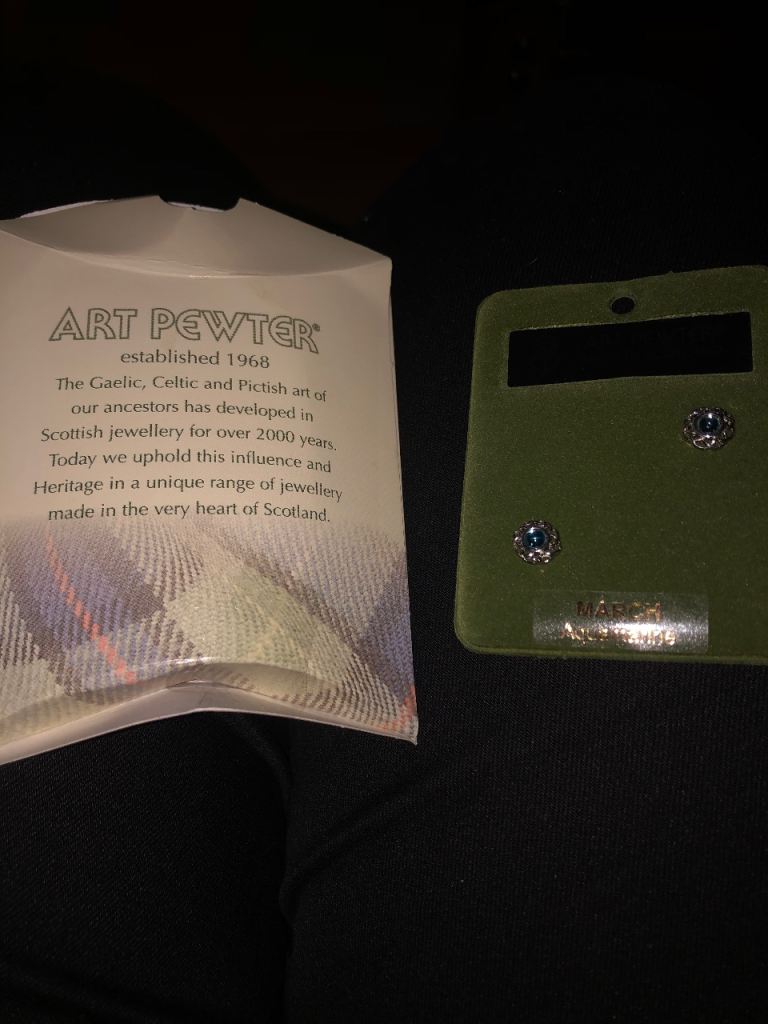 ART PEWTER®
established 1968
The Gaelic, Celtic and Pictish art of
our ancestors has developed in
Scottish jewellery for over 2000 years.
Today we uphold this influence and
Heritage in a unique range of jewellery
made in the very heart of Scotland.
MARCH